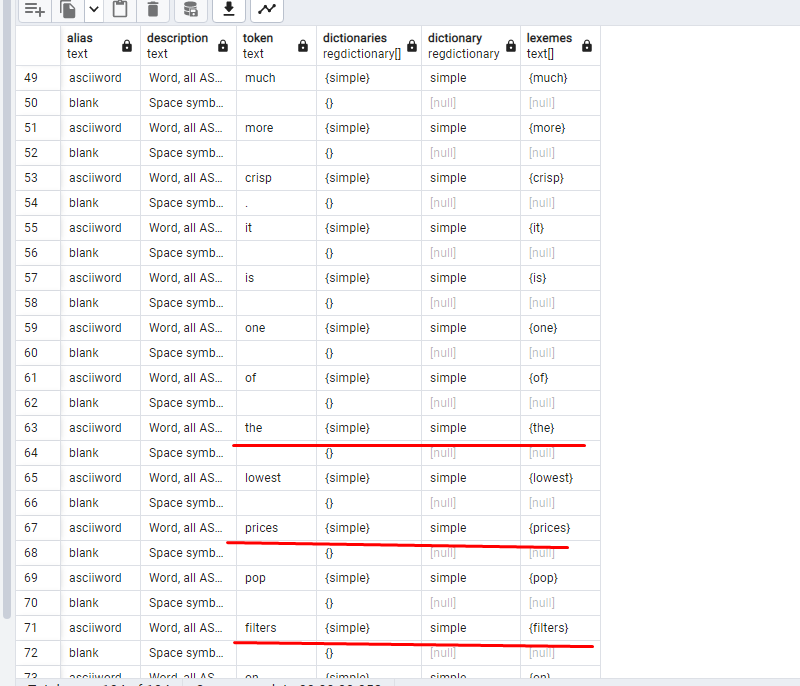 alias description token dictionaries dictionary lexemes
text text text regdictionary[] regdictionary text[]
49 asciiword Word, all AS... much {simple} simple {much}
50 blank Space symb... {} [null] [null]
51 asciiword Word, all AS... more {simple} simple {more}
52 blank Space symb... {} [null] [null]
53 asciiword Word, all AS... crisp {simple} simple {crisp}
54 blank Space symb... . {} [null] [null]
55 asciiword Word, all AS... it {simple} simple {it}
56 blank Space symb... {} [null] [null]
57 asciiword Word, all AS... is {simple} simple {is}
58 blank Space symb... {} [null] [null]
59 asciiword Word, all AS... one {simple} simple {one}
60 blank Space symb... {} [null] [null]
61 asciiword Word, all AS... of {simple} simple {of}
62 blank Space symb... {} [null] [null]
63 asciiword Word, all AS... the {simple} simple {the}
64 blank Space symb... {} [null] [null]
65 asciiword Word, all AS... lowest {simple} simple {lowest}
66 blank Space symb... {} [null] [null]
67 asciiword Word, all AS... prices {simple} simple {prices}
68 blank Space symb... {} [null] [null]
69 asciiword Word, all AS... pop {simple} simple {pop}
70 blank Space symb... {} [null] [null]
71 asciiword Word, all AS... filters {simple} simple {filters}
72 blank Space symb... {} [null] [null]
73 asciiword Word, all AS... on {simple} simple {on}